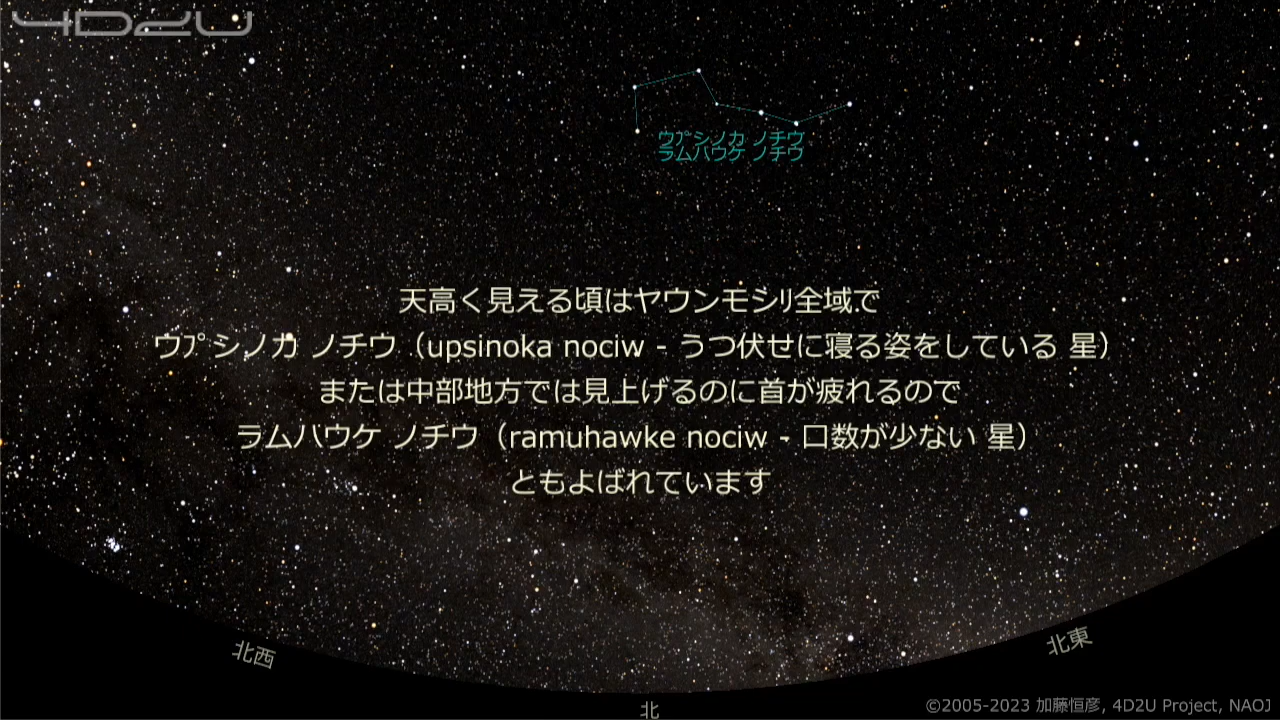 4D2U
ウㇷ゚シノカ ノチウ
ラムハウケ ノチウ
天高く見える頃はヤウンモシㇼ全域で
ウㇷ゚シノカ ノチウ（upsinoka nociw - うつ伏せに寝る姿をしている 星）
または中部地方では見上げるのに首が疲れるので
ラムハウケ ノチウ（ramuhawke nociw - 口数が少ない 星）
ともよばれています
北西
北東
北
©2005-2023 加藤恒彦, 4D2U Project, NAOJ